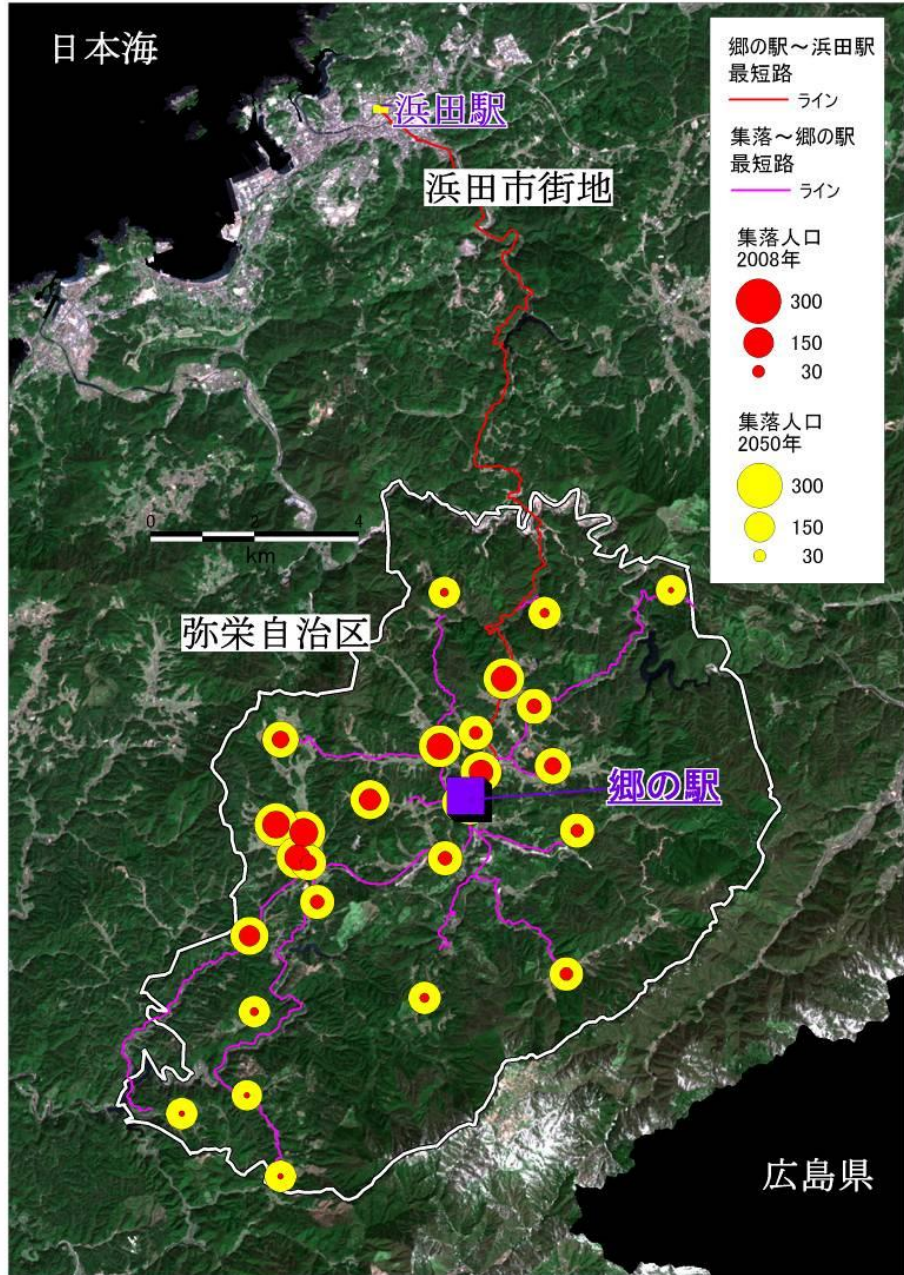 日本海
浜田駅
浜田市街地
郷の駅～浜田駅
最短路
ライン
集落～郷の駅
最短路
ライン
集落人口
2008年
300
150
30
集落人口
2050年
300
150
30
0 2 4
km
弥栄自治区
郷の駅
広島県